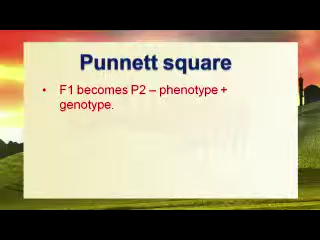 Punnett square
• F1 becomes P2 – phenotype +
genotype.